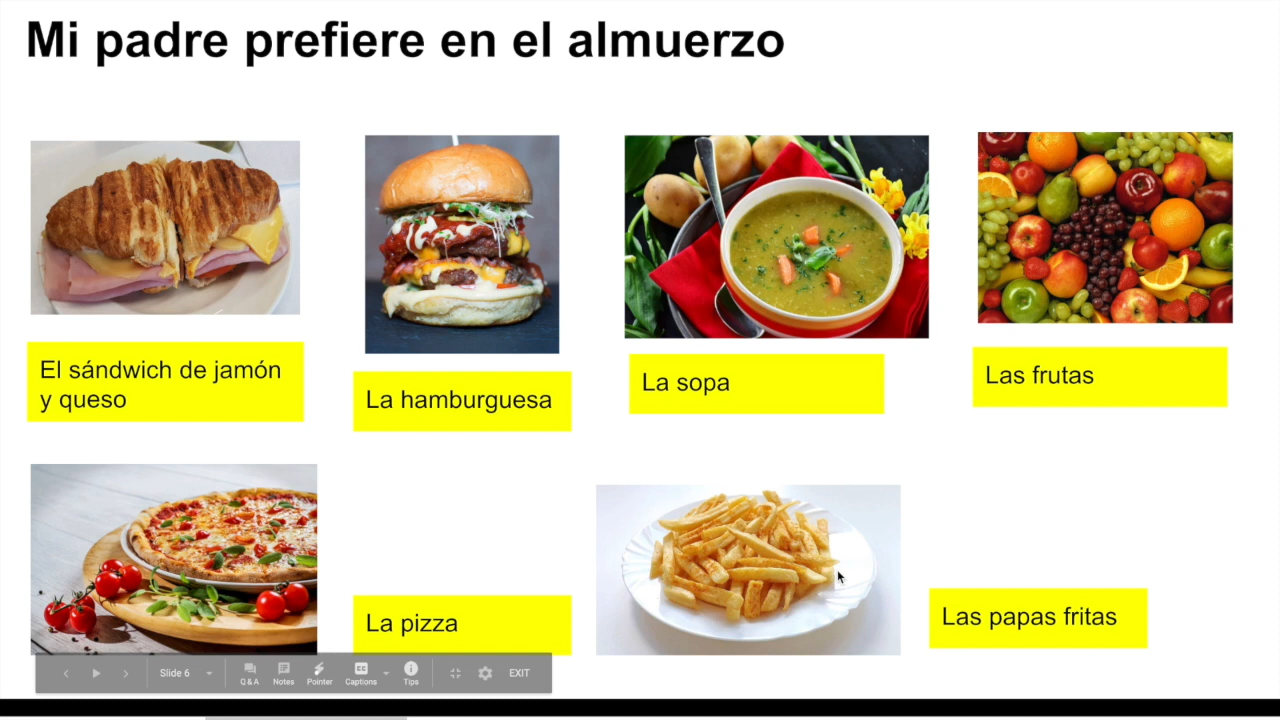 Mi padre prefiere en el almuerzo
El sándwich de jamón
y queso
La hamburguesa
La sopa
Las frutas
La pizza
Las papas fritas
Slide 6
Q&A
Notes
Pointer
CC
Captions
Tips
EXIT